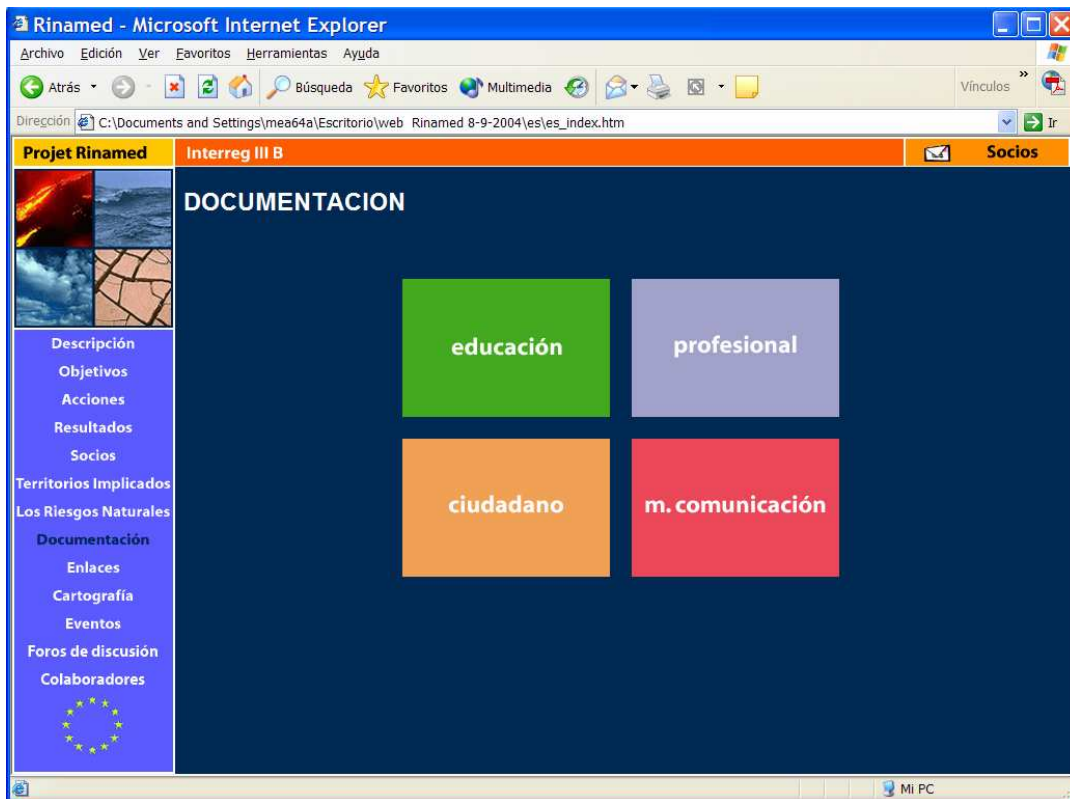 Rinamed - Microsoft Internet Explorer
Archivo Edición Ver Favoritos Herramientas Ayuda
Atrás Búsqueda Favoritos Multimedia Vínculos »
Dirección C:\Documents and Settings\mea64a\Escritorio\web Rinamed 8-9-2004\es\es_index.htm Ir
Projet Rinamed Interreg III B Socios
DOCUMENTACION
educación profesional
ciudadano m. comunicación
Descripción
Objetivos
Acciones
Resultados
Socios
Territorios Implicados
Los Riesgos Naturales
Documentación
Enlaces
Cartografía
Eventos
Foros de discusión
Colaboradores
Mi PC